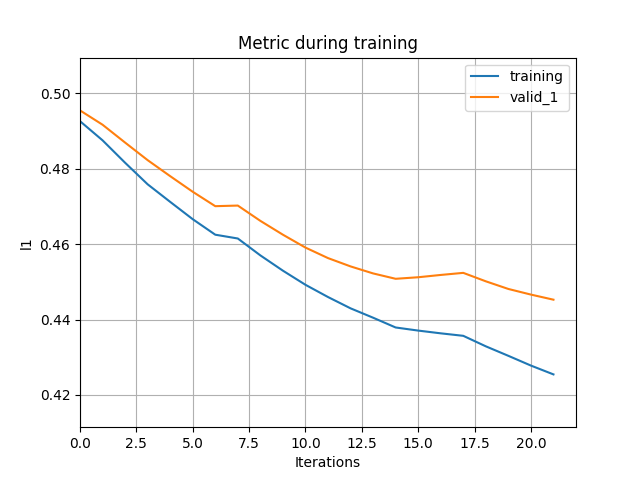 Metric during training
training
valid_1
0.50
0.48
0.46
0.44
0.42
l1
0.0 2.5 5.0 7.5 10.0 12.5 15.0 17.5 20.0
Iterations